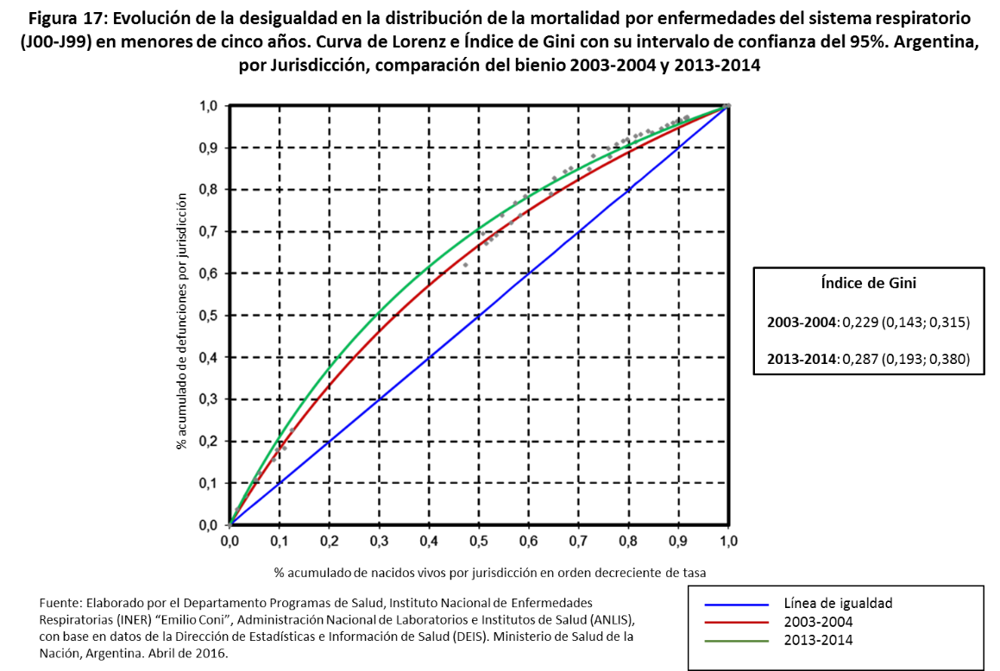 Figura 17: Evolución de la desigualdad en la distribución de la mortalidad por enfermedades del sistema respiratorio
(J00-J99) en menores de cinco años. Curva de Lorenz e Índice de Gini con su intervalo de confianza del 95%. Argentina,
por Jurisdicción, comparación del bienio 2003-2004 y 2013-2014
% acumulado de defunciones por jurisdicción
1,0
0,9
0,8
0,7
0,6
0,5
0,4
0,3
0,2
0,1
0,0
0,0 0,1 0,2 0,3 0,4 0,5 0,6 0,7 0,8 0,9 1,0
% acumulado de nacidos vivos por jurisdicción en orden decreciente de tasa
Índice de Gini
2003-2004: 0,229 (0,143; 0,315)
2013-2014: 0,287 (0,193; 0,380)
Fuente: Elaborado por el Departamento Programas de Salud, Instituto Nacional de Enfermedades
Respiratorias (INER) “Emilio Coni”, Administración Nacional de Laboratorios e Institutos de Salud (ANLIS),
con base en datos de la Dirección de Estadísticas e Información de Salud (DEIS). Ministerio de Salud de la
Nación, Argentina. Abril de 2016.
Línea de igualdad
2003-2004
2013-2014